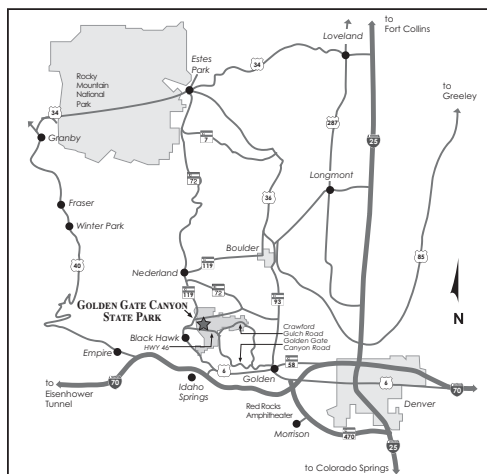 to
Fort Collins
Loveland
34
Estes
Park
Rocky
Mountain
National
Park
to
Greeley
34
7
287
25
Granby
72
36
Longmont
Fraser
Winter Park
Boulder
119
85
40
Nederland
72
119
93
GOLDEN GATE CANYON
STATE PARK
N
Crawford
Gulch Road
Golden Gate
Canyon Road
Black Hawk
HWY 46
Empire
58
6
Golden
6
70
to
Eisenhower
Tunnel
Idaho
Springs
70
Denver
Red Rocks
Amphitheater
Morrison
470
25
to Colorado Springs